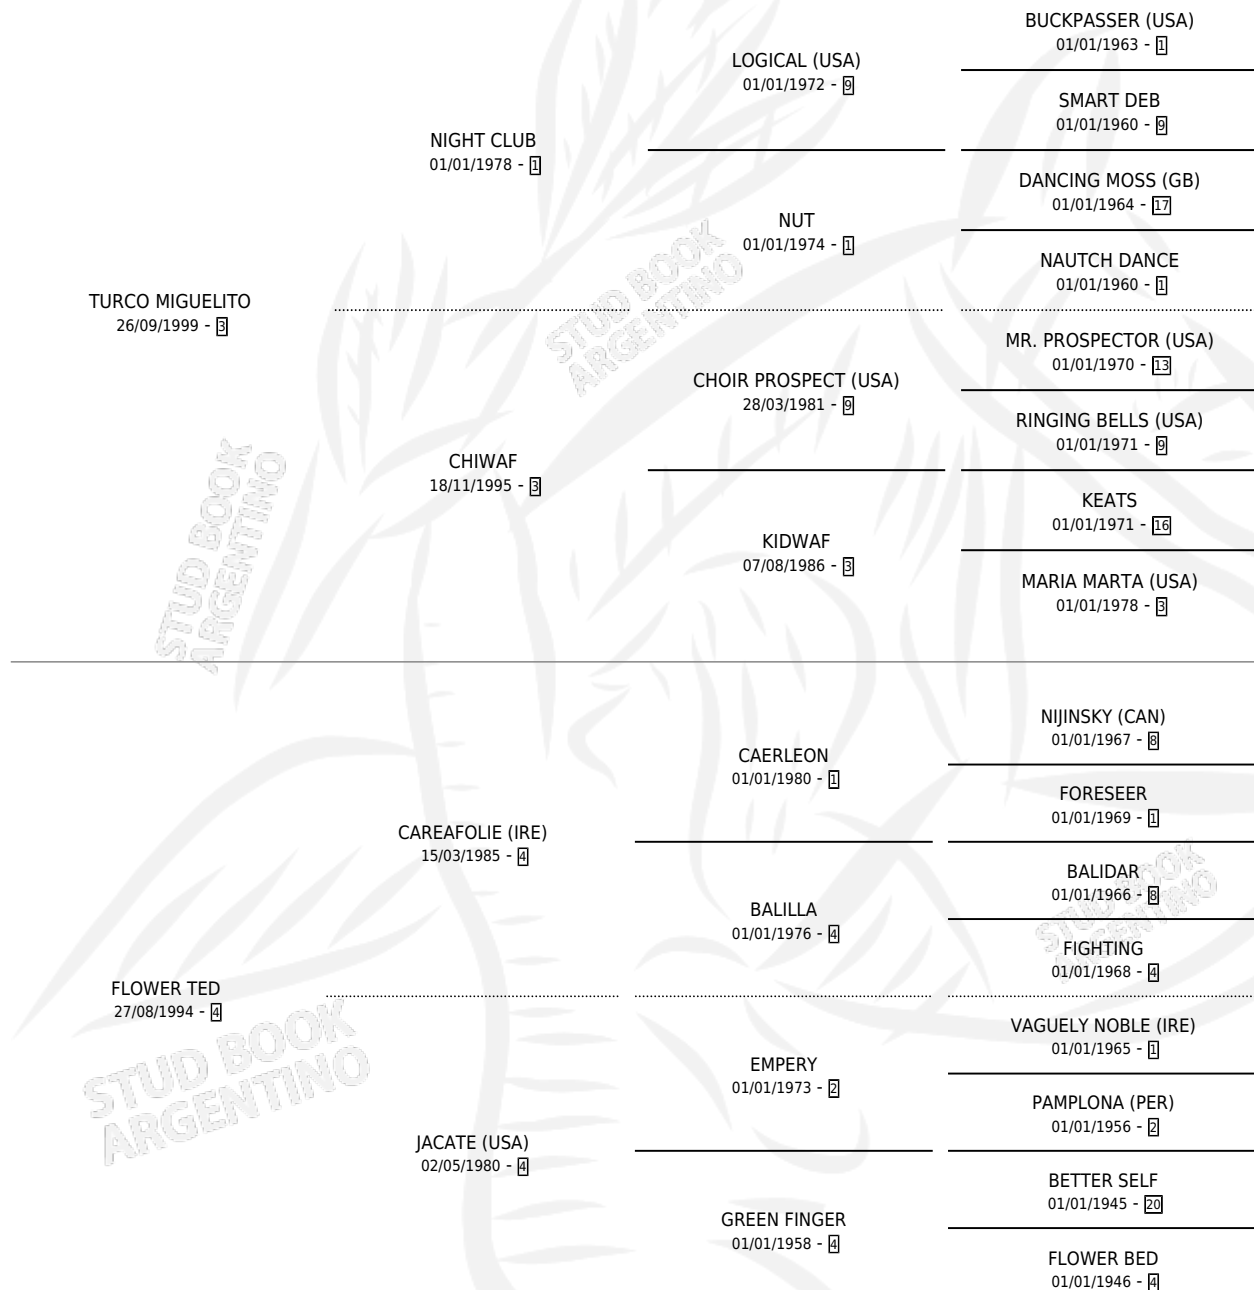 BUCKPASSER (USA)
01/01/1963 - 1
LOGICAL (USA)
01/01/1972 - 9
SMART DEB
01/01/1960 - 9
NIGHT CLUB
01/01/1978 - 1
DANCING MOSS (GB)
01/01/1964 - 17
NUT
01/01/1974 - 1
NAUTCH DANCE
01/01/1960 - 1
TURCO MIGUELITO
26/09/1999 - 3
MR. PROSPECTOR (USA)
01/01/1970 - 13
CHOIR PROSPECT (USA)
28/03/1981 - 9
RINGING BELLS (USA)
01/01/1971 - 9
CHIWAF
18/11/1995 - 3
KEATS
01/01/1971 - 16
KIDWAF
07/08/1986 - 3
MARIA MARTA (USA)
01/01/1978 - 3
NIJINSKY (CAN)
01/01/1967 - 8
CAERLEON
01/01/1980 - 1
FORESEER
01/01/1969 - 1
CAREAFOLIE (IRE)
15/03/1985 - 4
BALIDAR
01/01/1966 - 8
BALILLA
01/01/1976 - 4
FIGHTING
01/01/1968 - 4
FLOWER TED
27/08/1994 - 4
VAGUELY NOBLE (IRE)
01/01/1965 - 1
EMPERY
01/01/1973 - 2
PAMPLONA (PER)
01/01/1956 - 2
JACATE (USA)
02/05/1980 - 4
BETTER SELF
01/01/1945 - 20
GREEN FINGER
01/01/1958 - 4
FLOWER BED
01/01/1946 - 4
STUD BOOK
ARGENTINO
STUD BOOK
ARGENTINO
STUD BOOK
ARGENTINO
STUD BOOK
ARGENTINO